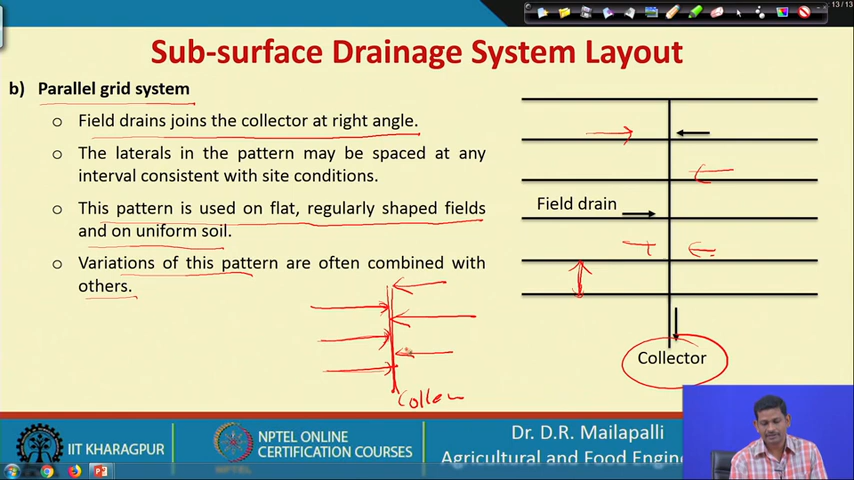 13 / 13
Sub-surface Drainage System Layout
b) Parallel grid system
o Field drains joins the collector at right angle.
o The laterals in the pattern may be spaced at any
interval consistent with site conditions.
o This pattern is used on flat, regularly shaped fields
and on uniform soil.
o Variations of this pattern are often combined with
others.
Field drain
Collector
IIT KHARAGPUR
NPTEL ONLINE
CERTIFICATION COURSES
Dr. D.R. Mailapalli
Agricultural and Food Engine